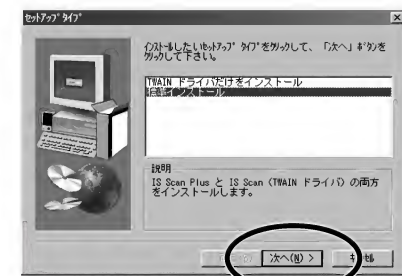 ｾｯﾄｱｯﾌﾟ ﾀｲﾌﾟ
ｲﾝｽﾄｰﾙしたいｾｯﾄｱｯﾌﾟ ﾀｲﾌﾟをｸﾘｯｸして、「次へ」ﾎﾞﾀﾝを
ｸﾘｯｸして下さい。
TWAIN ドライバだけをインストール
標準インストール
説明
IS Scan Plus と IS Scan (TWAIN ドライバ) の両方
をインストールします。
次へ(N) >